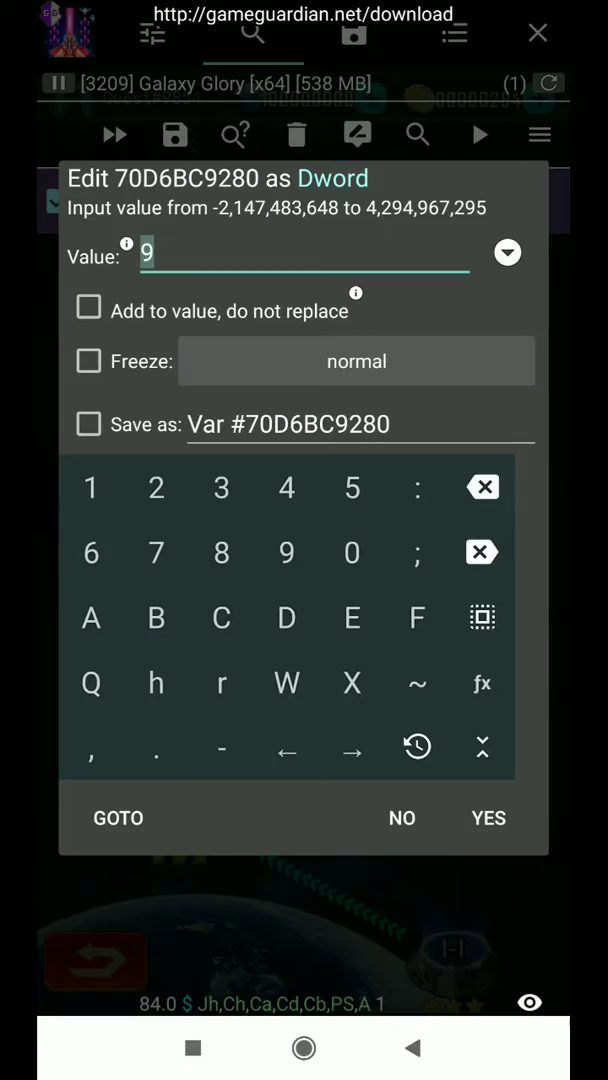 http://gameguardian.net/download
[3209] Galaxy Glory [x64] [538 MB] (1)
Edit 70D6BC9280 as Dword
Input value from -2,147,483,648 to 4,294,967,295
Value: 9
Add to value, do not replace
Freeze: normal
Save as: Var #70D6BC9280
1 2 3 4 5 :
6 7 8 9 0 ;
A B C D E F
Q h r W X ~ ƒx
, . - ← →
GOTO NO YES
84.0 $ Jh,Ch,Ca,Cd,Cb,PS,A 1